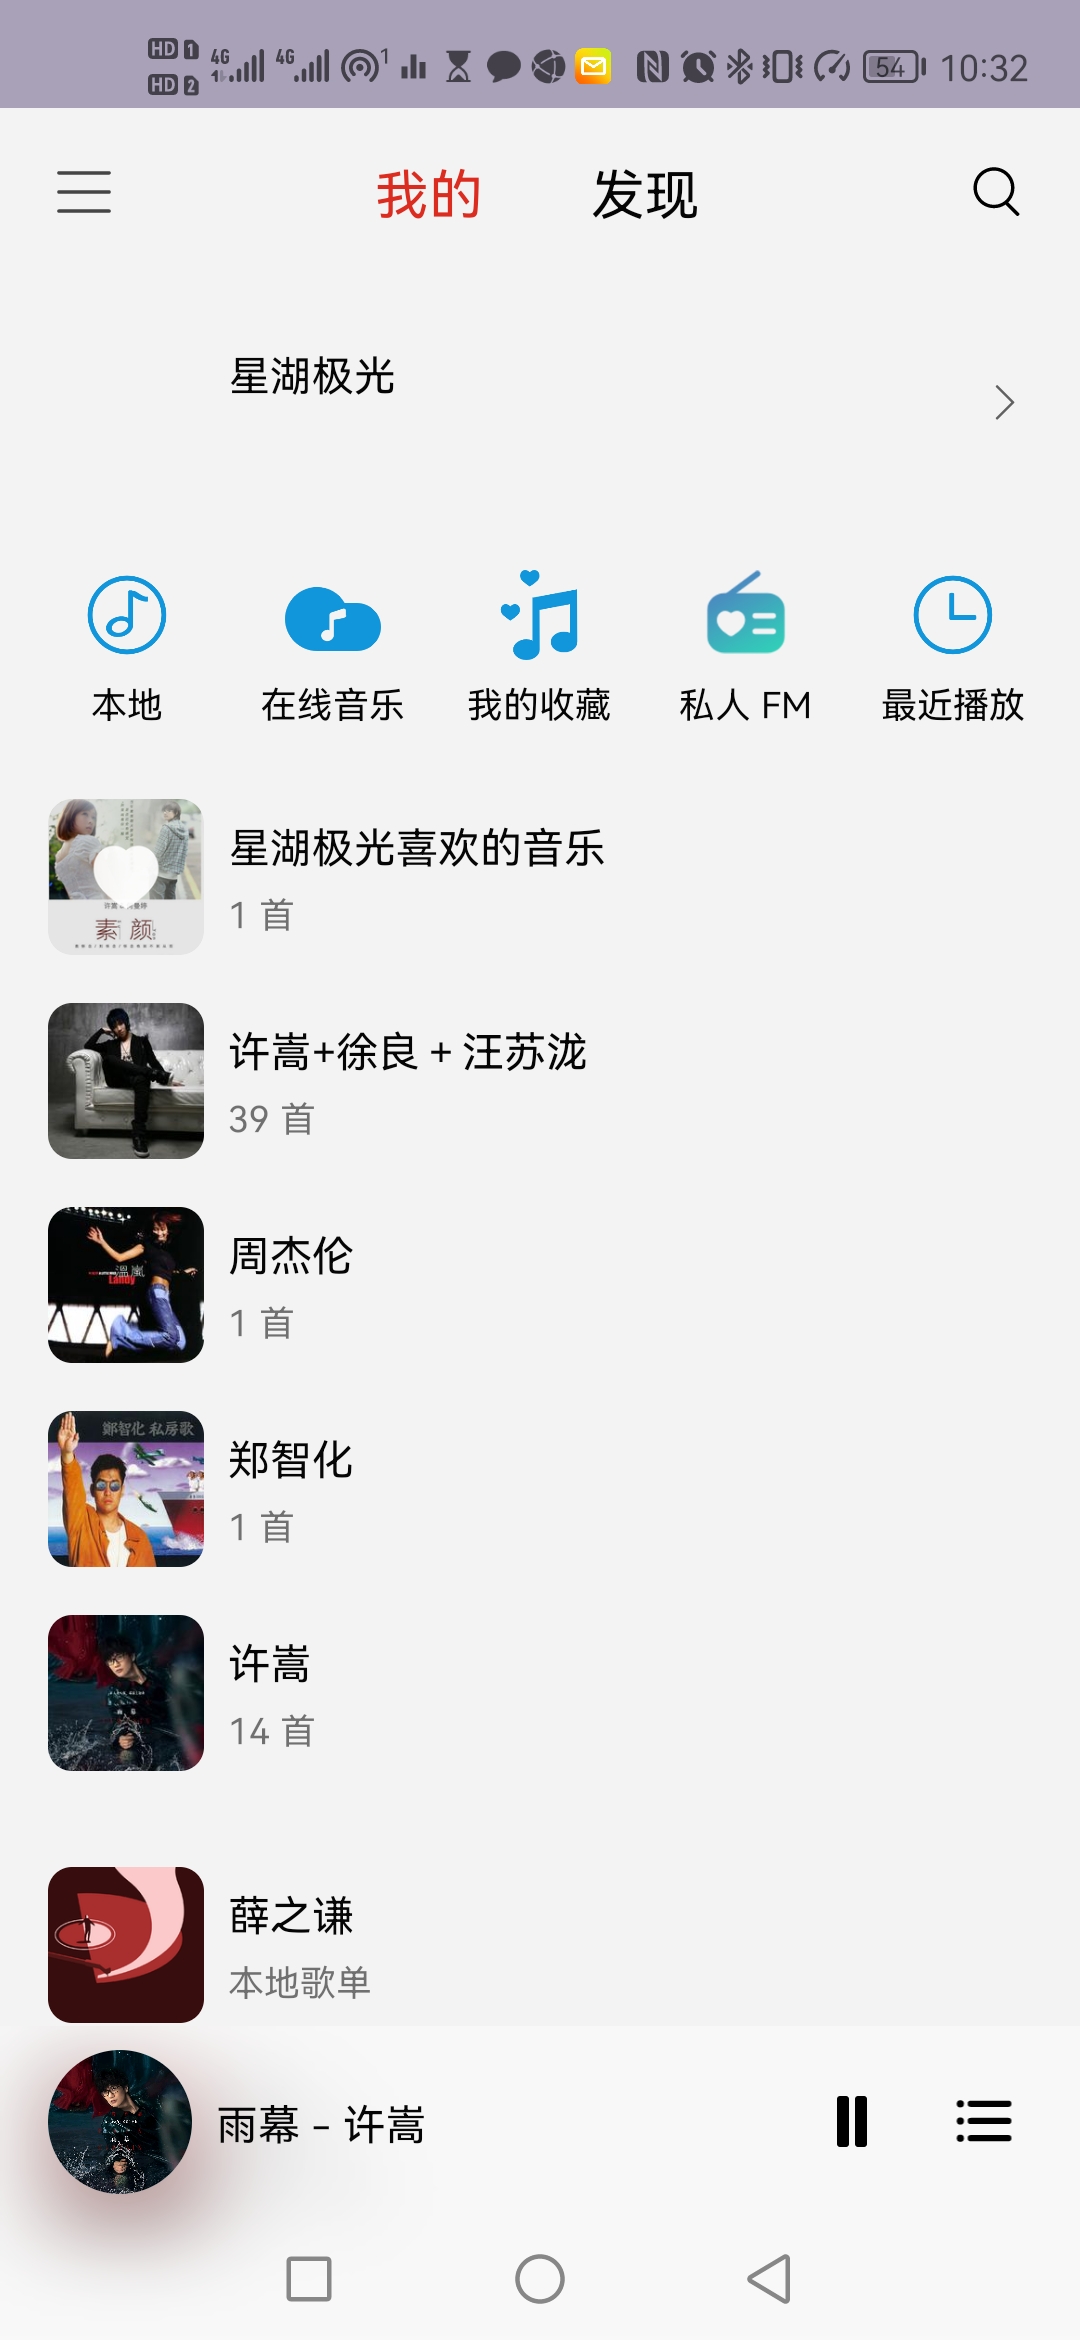 HD 1 4G 4G 1 54 10:32
HD 2
我的 发现
星湖极光
本地 在线音乐 我的收藏 私人 FM 最近播放
素颜
星湖极光喜欢的音乐
1 首
许嵩+徐良 + 汪苏泷
39 首
Landy
周杰伦
1 首
鄭智化 私房歌
郑智化
1 首
许嵩
14 首
薛之谦
本地歌单
雨幕 - 许嵩